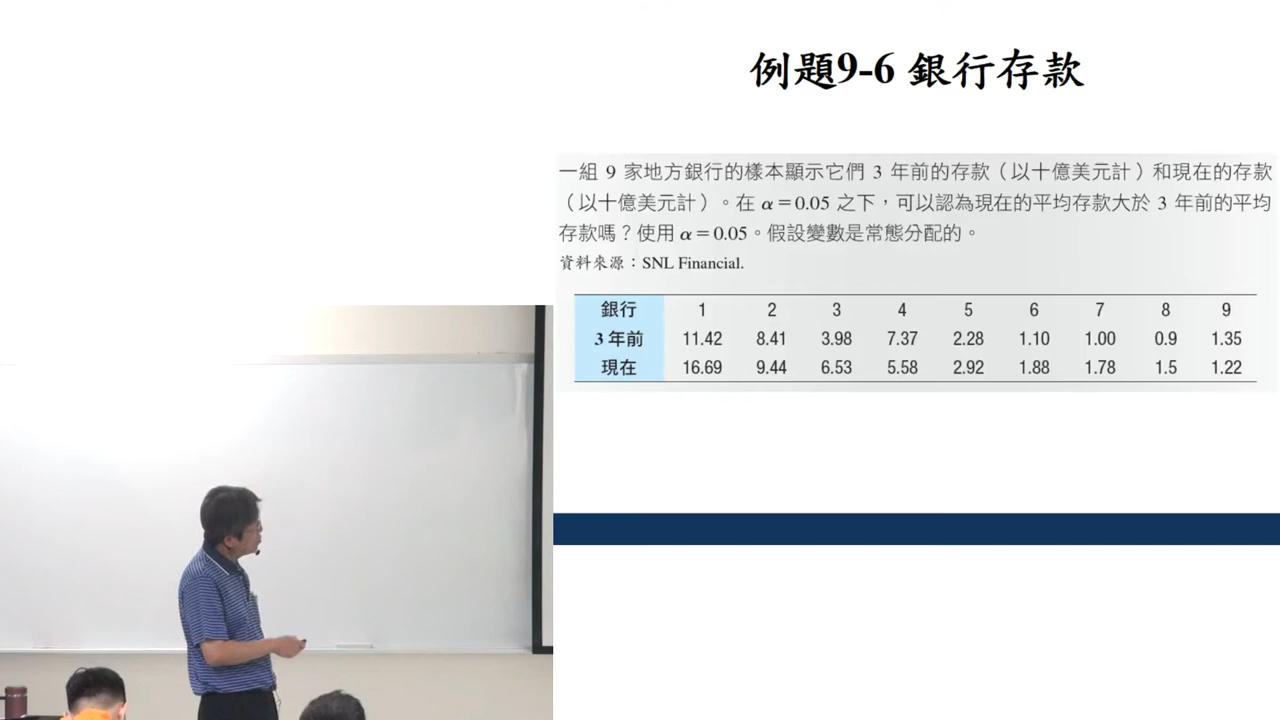 例題9-6 銀行存款
一組 9 家地方銀行的樣本顯示它們 3 年前的存款（以十億美元計）和現在的存款
（以十億美元計）。在 α＝0.05 之下，可以認為現在的平均存款大於 3 年前的平均
存款嗎？使用 α＝0.05。假設變數是常態分配的。
資料來源：SNL Financial.
銀行 1 2 3 4 5 6 7 8 9
3 年前 11.42 8.41 3.98 7.37 2.28 1.10 1.00 0.9 1.35
現在 16.69 9.44 6.53 5.58 2.92 1.88 1.78 1.5 1.22